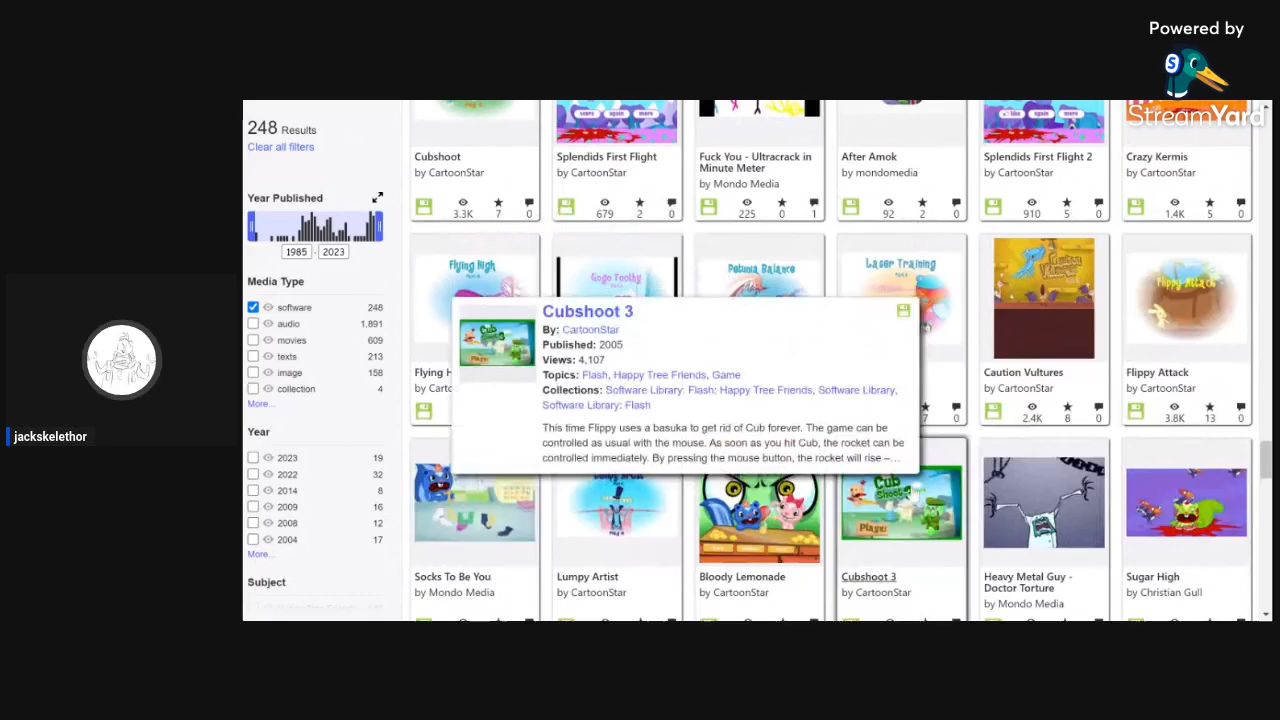 Powered by
StreamYard
jackskelethor
248 Results
Clear all filters
Year Published
1985 - 2023
Media Type
software 248
audio 1,891
movies 609
texts 213
image 158
collection 4
More...
Year
2023 19
2022 32
2014 8
2009 16
2008 12
2004 17
More...
Subject
Cubshoot
by CartoonStar
3.3K 7 0
Splendids First Flight
by CartoonStar
679 2 0
Fuck You - Ultracrack in
Minute Meter
by Mondo Media
225 0 1
After Amok
by mondomedia
92 2 0
Splendids First Flight 2
by CartoonStar
910 5 0
Crazy Kermis
by CartoonStar
1.4K 5 0
Flying High
Gogo Toothy
Petunia Balance
Laser Training
Flippy Attack
Flying H
by Carto
Caution Vultures
by CartoonStar
2.4K 8 0
Flippy Attack
by CartoonStar
3.8K 13 0
7 0
Cubshoot 3
By: CartoonStar
Published: 2005
Views: 4,107
Topics: Flash, Happy Tree Friends, Game
Collections: Software Library: Flash: Happy Tree Friends, Software Library,
Software Library: Flash
This time Flippy uses a basuka to get rid of Cub forever. The game can be
controlled as usual with the mouse. As soon as you hit Cub, the rocket can be
controlled immediately. By pressing the mouse button, the rocket will rise –...
Socks To Be You
by Mondo Media
Lumpy Artist
by CartoonStar
Bloody Lemonade
by CartoonStar
Cub
Shoot 3
Play!
Cubshoot 3
by CartoonStar
Heavy Metal Guy -
Doctor Torture
by Mondo Media
Sugar High
by Christian Gull